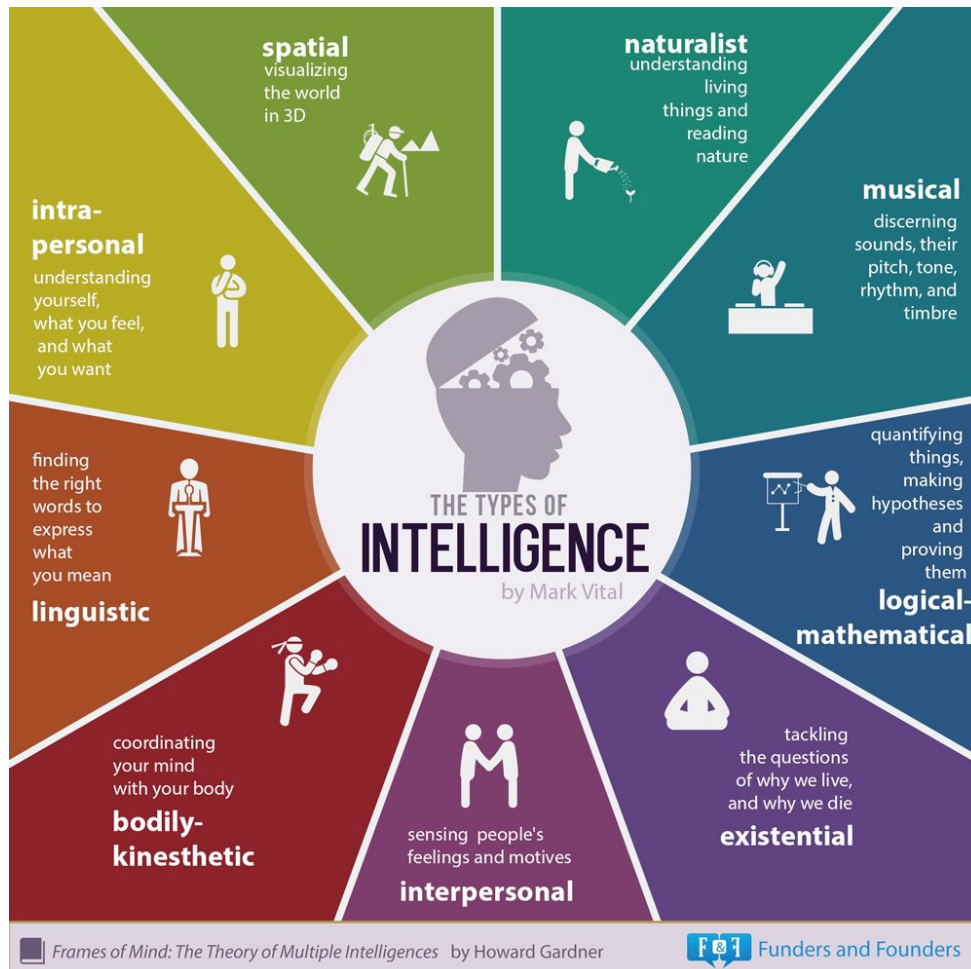 spatial
visualizing
the world
in 3D
naturalist
understanding
living
things and
reading
nature
musical
discerning
sounds, their
pitch, tone,
rhythm, and
timbre
quantifying
things,
making
hypotheses
and
proving
them
logical-
mathematical
tackling
the questions
of why we live,
and why we die
existential
sensing people's
feelings and motives
interpersonal
coordinating
your mind
with your body
bodily-
kinesthetic
finding
the right
words to
express
what
you mean
linguistic
intra-
personal
understanding
yourself,
what you feel,
and what
you want
THE TYPES OF
INTELLIGENCE
by Mark Vital
Frames of Mind: The Theory of Multiple Intelligences by Howard Gardner
F&F Funders and Founders